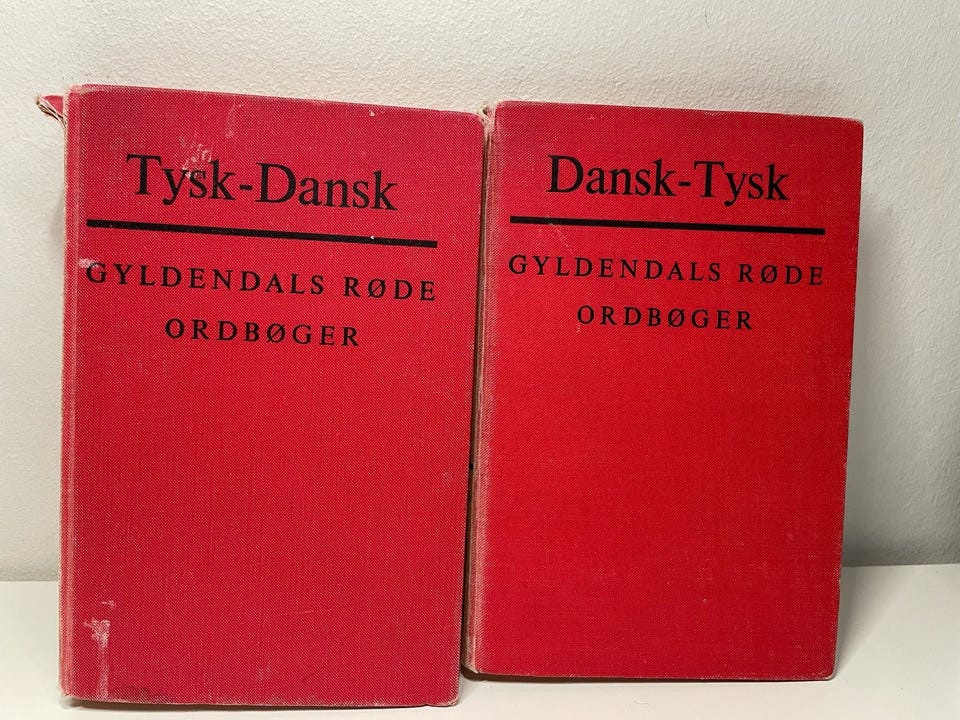 Tysk-Dansk
GYLDENDALS RØDE
ORDBØGER
Dansk-Tysk
GYLDENDALS RØDE
ORDBØGER